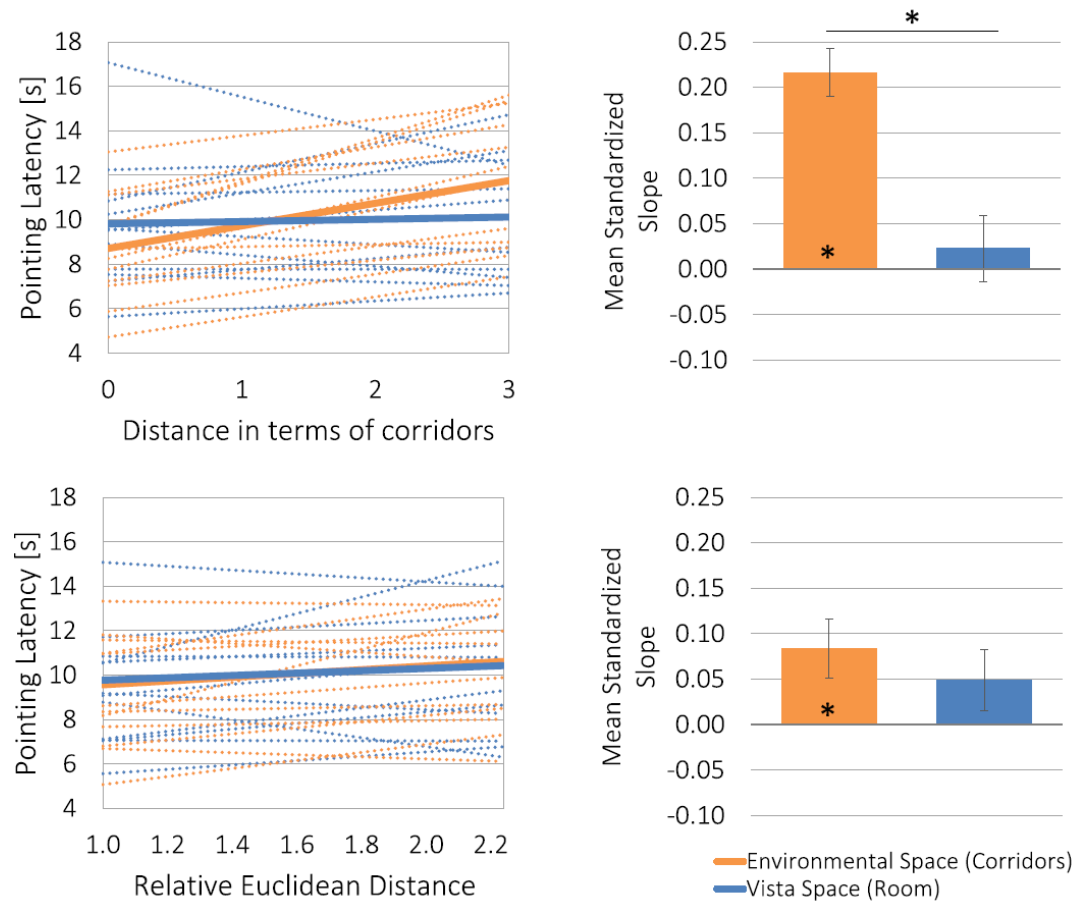 18
16
14
12
10
8
6
4
Pointing Latency [s]
0 1 2 3
Distance in terms of corridors
*
0.25
0.20
0.15
0.10
0.05
0.00
-0.05
-0.10
Mean Standardized
Slope
*
18
16
14
12
10
8
6
4
Pointing Latency [s]
1.0 1.2 1.4 1.6 1.8 2.0 2.2
Relative Euclidean Distance
0.25
0.20
0.15
0.10
0.05
0.00
-0.05
-0.10
Mean Standardized
Slope
*
Environmental Space (Corridors)
Vista Space (Room)